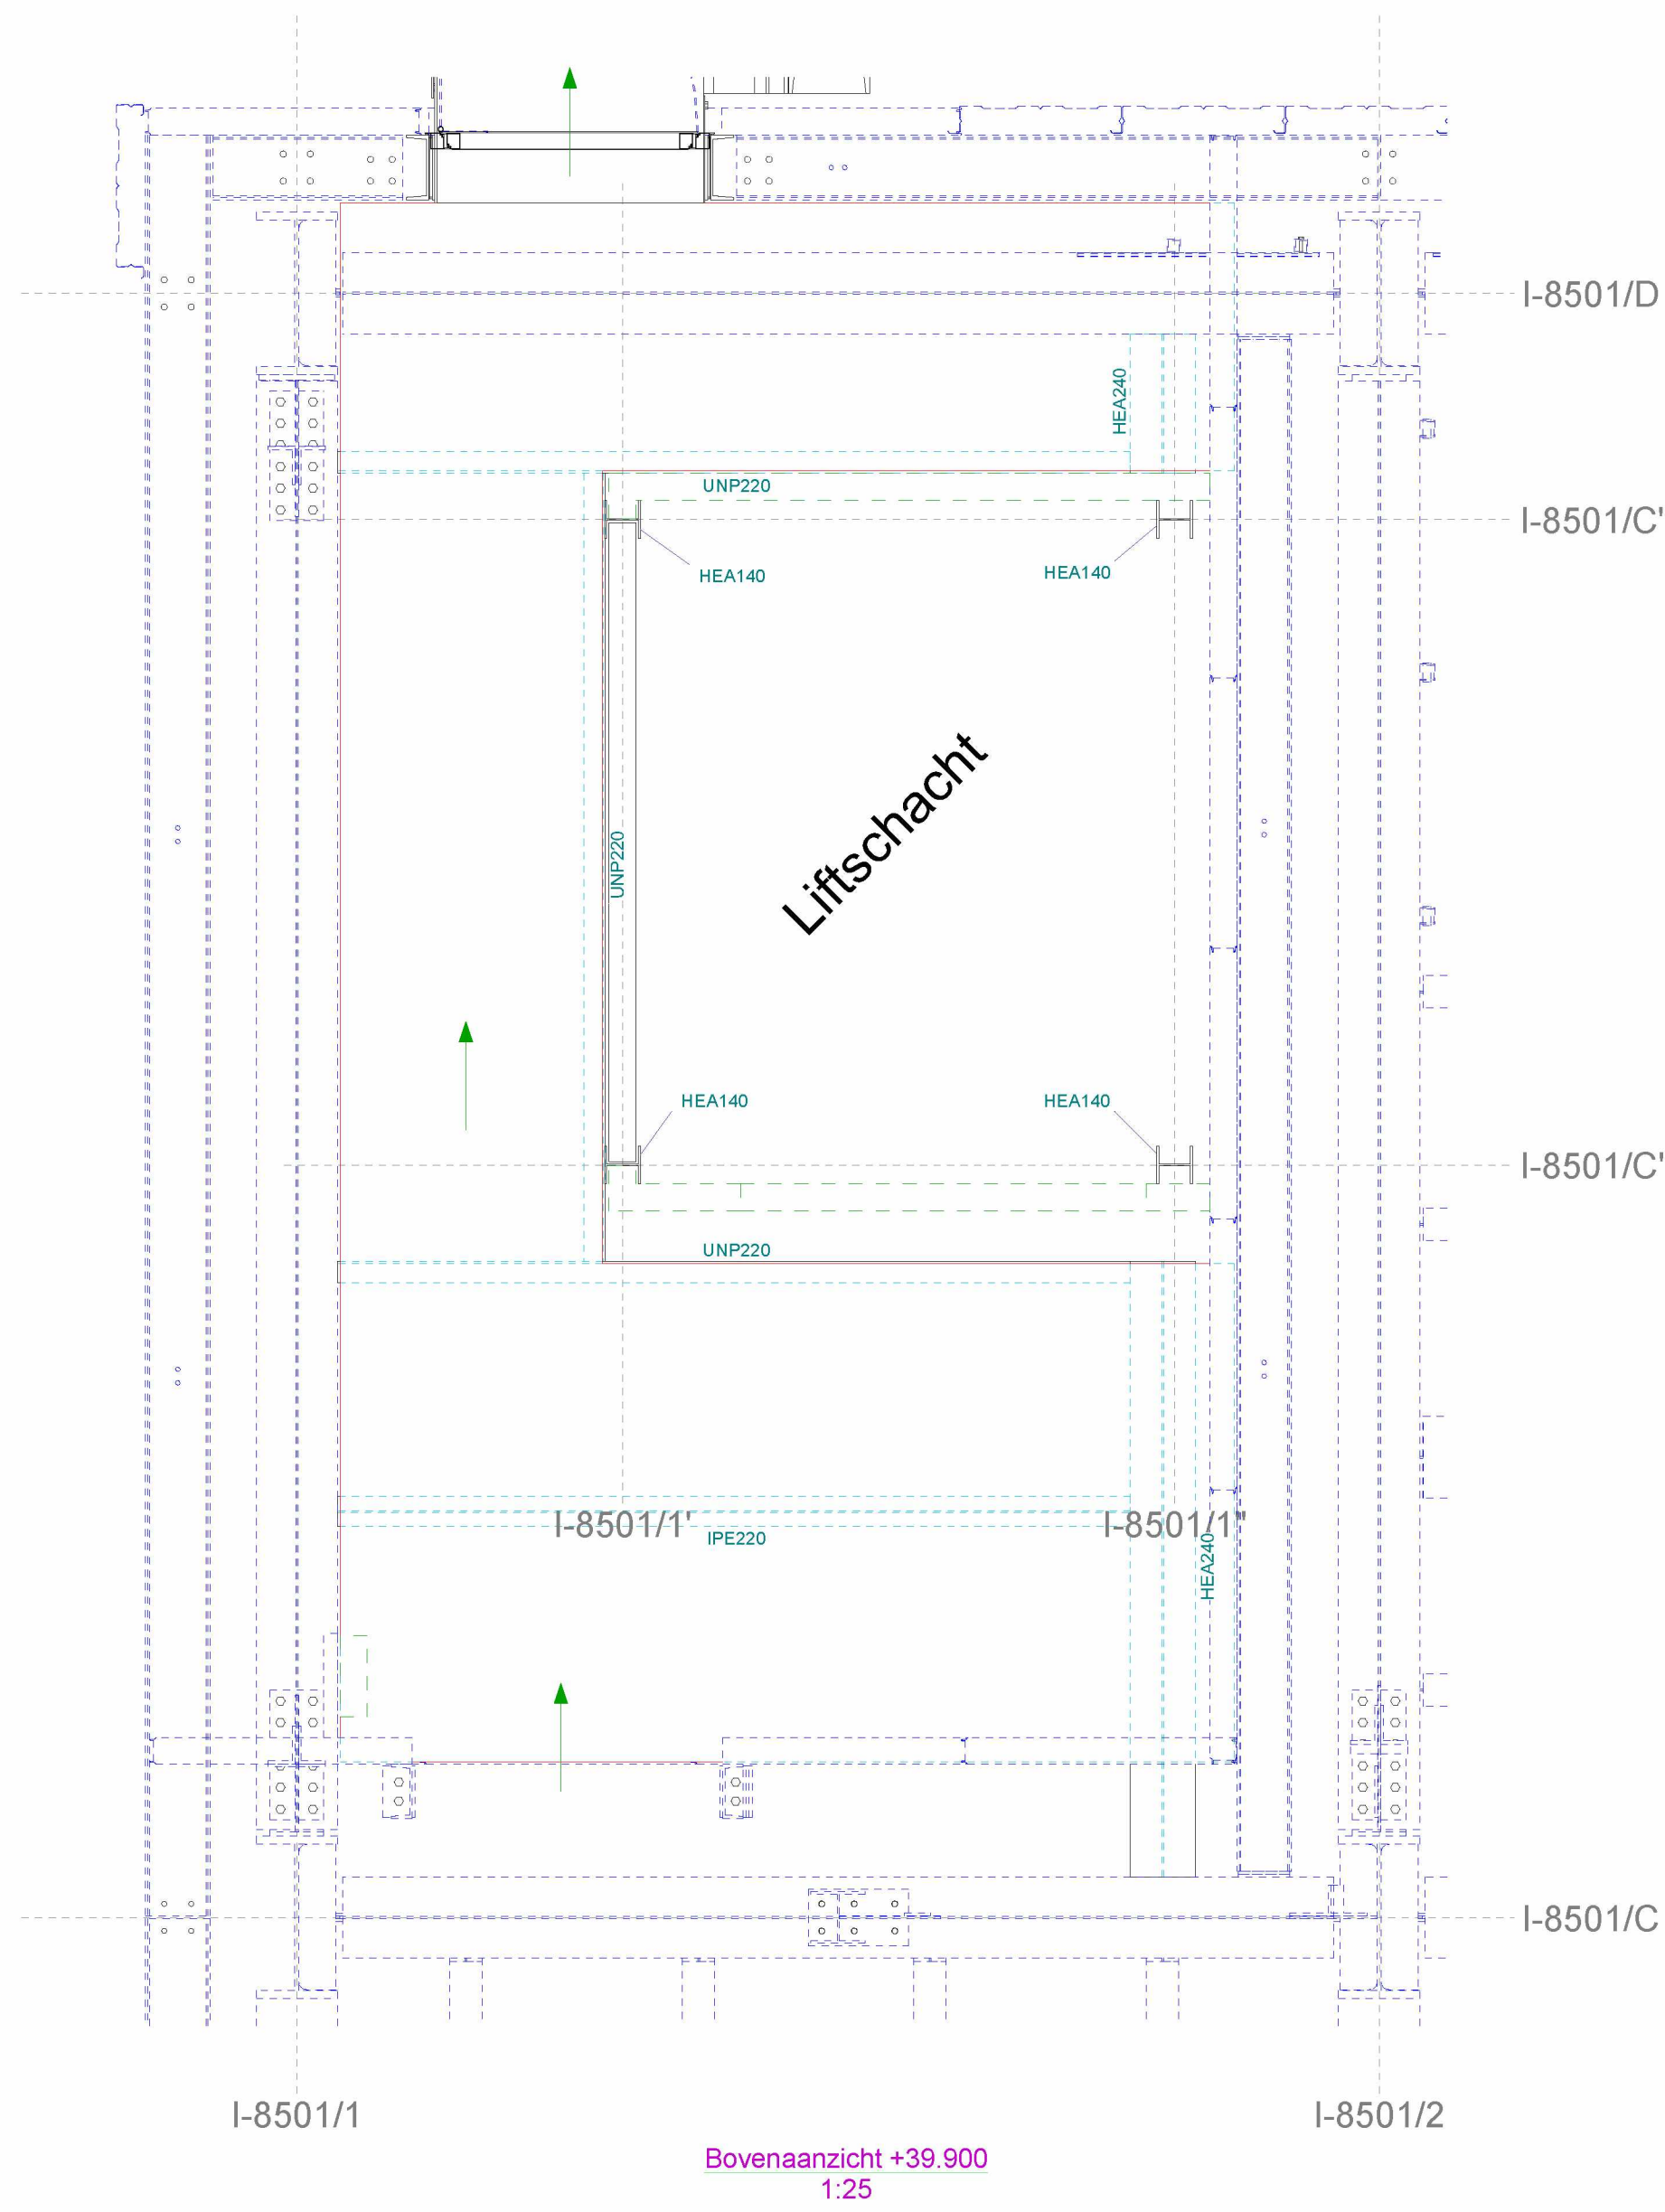 I-8501/D
HEA240
UNP220
I-8501/C'
HEA140
HEA140
Liftschacht
UNP220
HEA140
HEA140
I-8501/C'
UNP220
I-8501/1'
I-8501/1"
IPE220
HEA240
I-8501/C
I-8501/1
I-8501/2
Bovenaanzicht +39.900
1:25